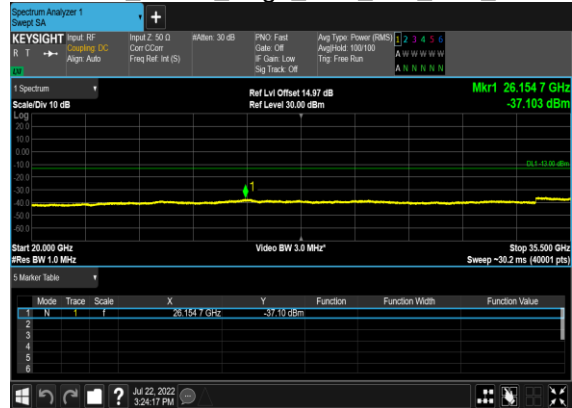 Spectrum Analyzer 1
Swept SA
+
KEYSIGHT Input: RF Input Z: 50 Ω #Atten: 30 dB PNO: Fast Avg Type: Power (RMS) 1 2 3 4 5 6
R T Coupling: DC Corr CCorr Gate: Off Avg|Hold: 100/100 A W W W W W
Align: Auto Freq Ref: Int (S) IF Gain: Low Trig: Free Run
Sig Track: Off A N N N N N
1 Spectrum Ref Lvl Offset 14.97 dB Mkr1 26.154 7 GHz
Scale/Div 10 dB Ref Level 30.00 dBm -37.103 dBm
Log
20.0
10.0
0.00
-10.0
DL1 -13.00 dBm
-20.0
-30.0
1
-40.0
-50.0
-60.0
Start 20.000 GHz Video BW 3.0 MHz* Stop 35.500 GHz
#Res BW 1.0 MHz Sweep ~30.2 ms (40001 pts)
5 Marker Table
Mode Trace Scale X Y Function Function Width Function Value
1 N 1 f 26.154 7 GHz -37.10 dBm
2
3
4
5
6
? Jul 22, 2022
3:24:17 PM